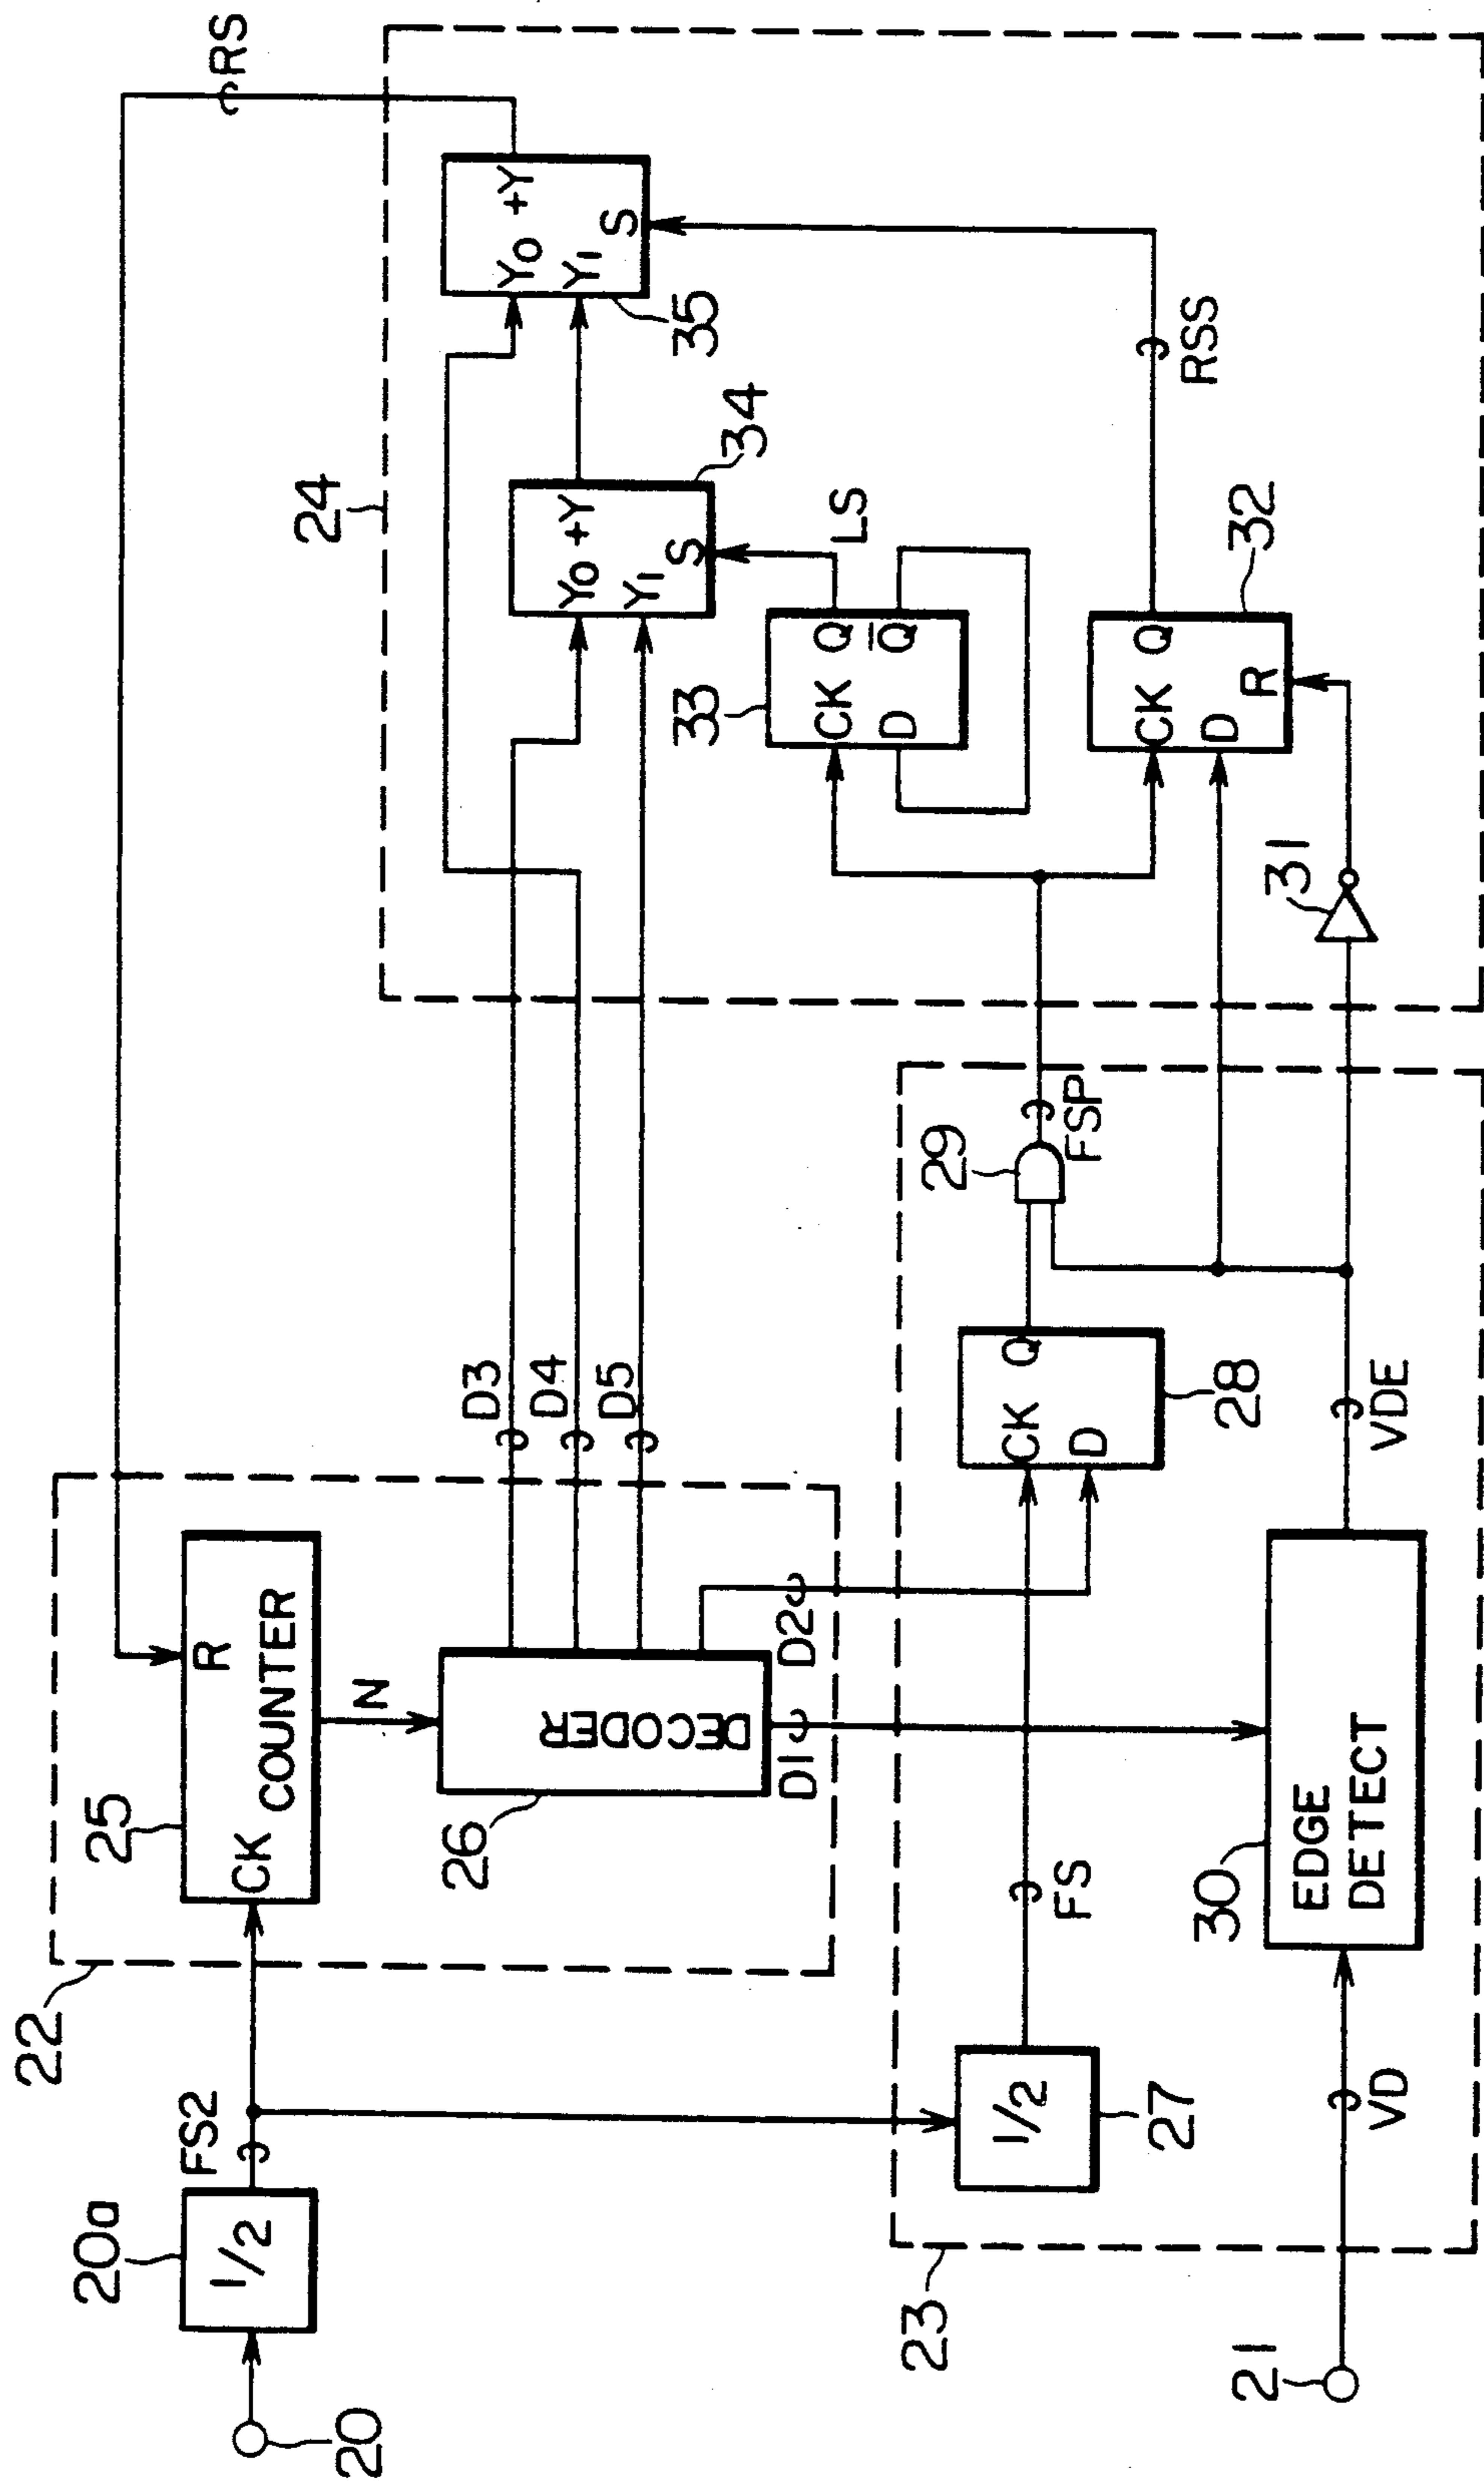 20
20a
1/2
FS2
22
25
CK
R
COUNTER
N
26
DECODER
D1
D2
D3
D4
D5
RS
24
Y0 +Y
Y1
S
34
Y0 +Y
Y1
S
35
33
CK Q
D Q̅
LS
CK Q
D
R
32
RSS
31
23
1/2
27
FS
CK Q
D
28
29
FSP
21
VD
30
EDGE
DETECT
VDE